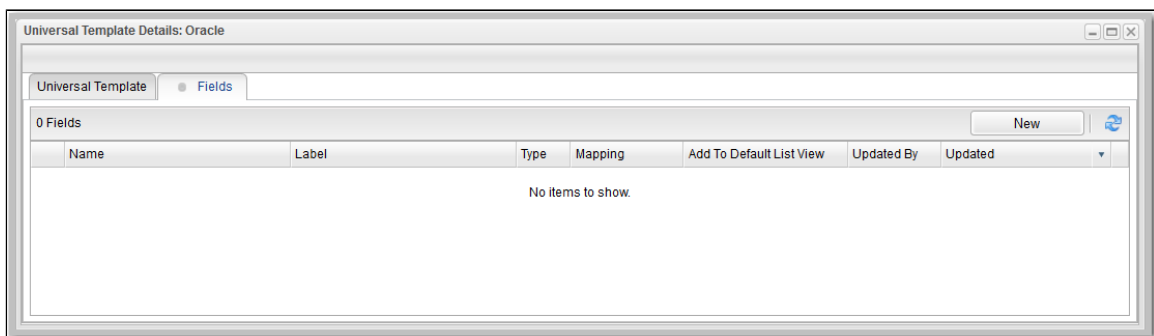 Universal Template Details: Oracle
Universal Template Fields
0 Fields New
Name Label Type Mapping Add To Default List View Updated By Updated
No items to show.